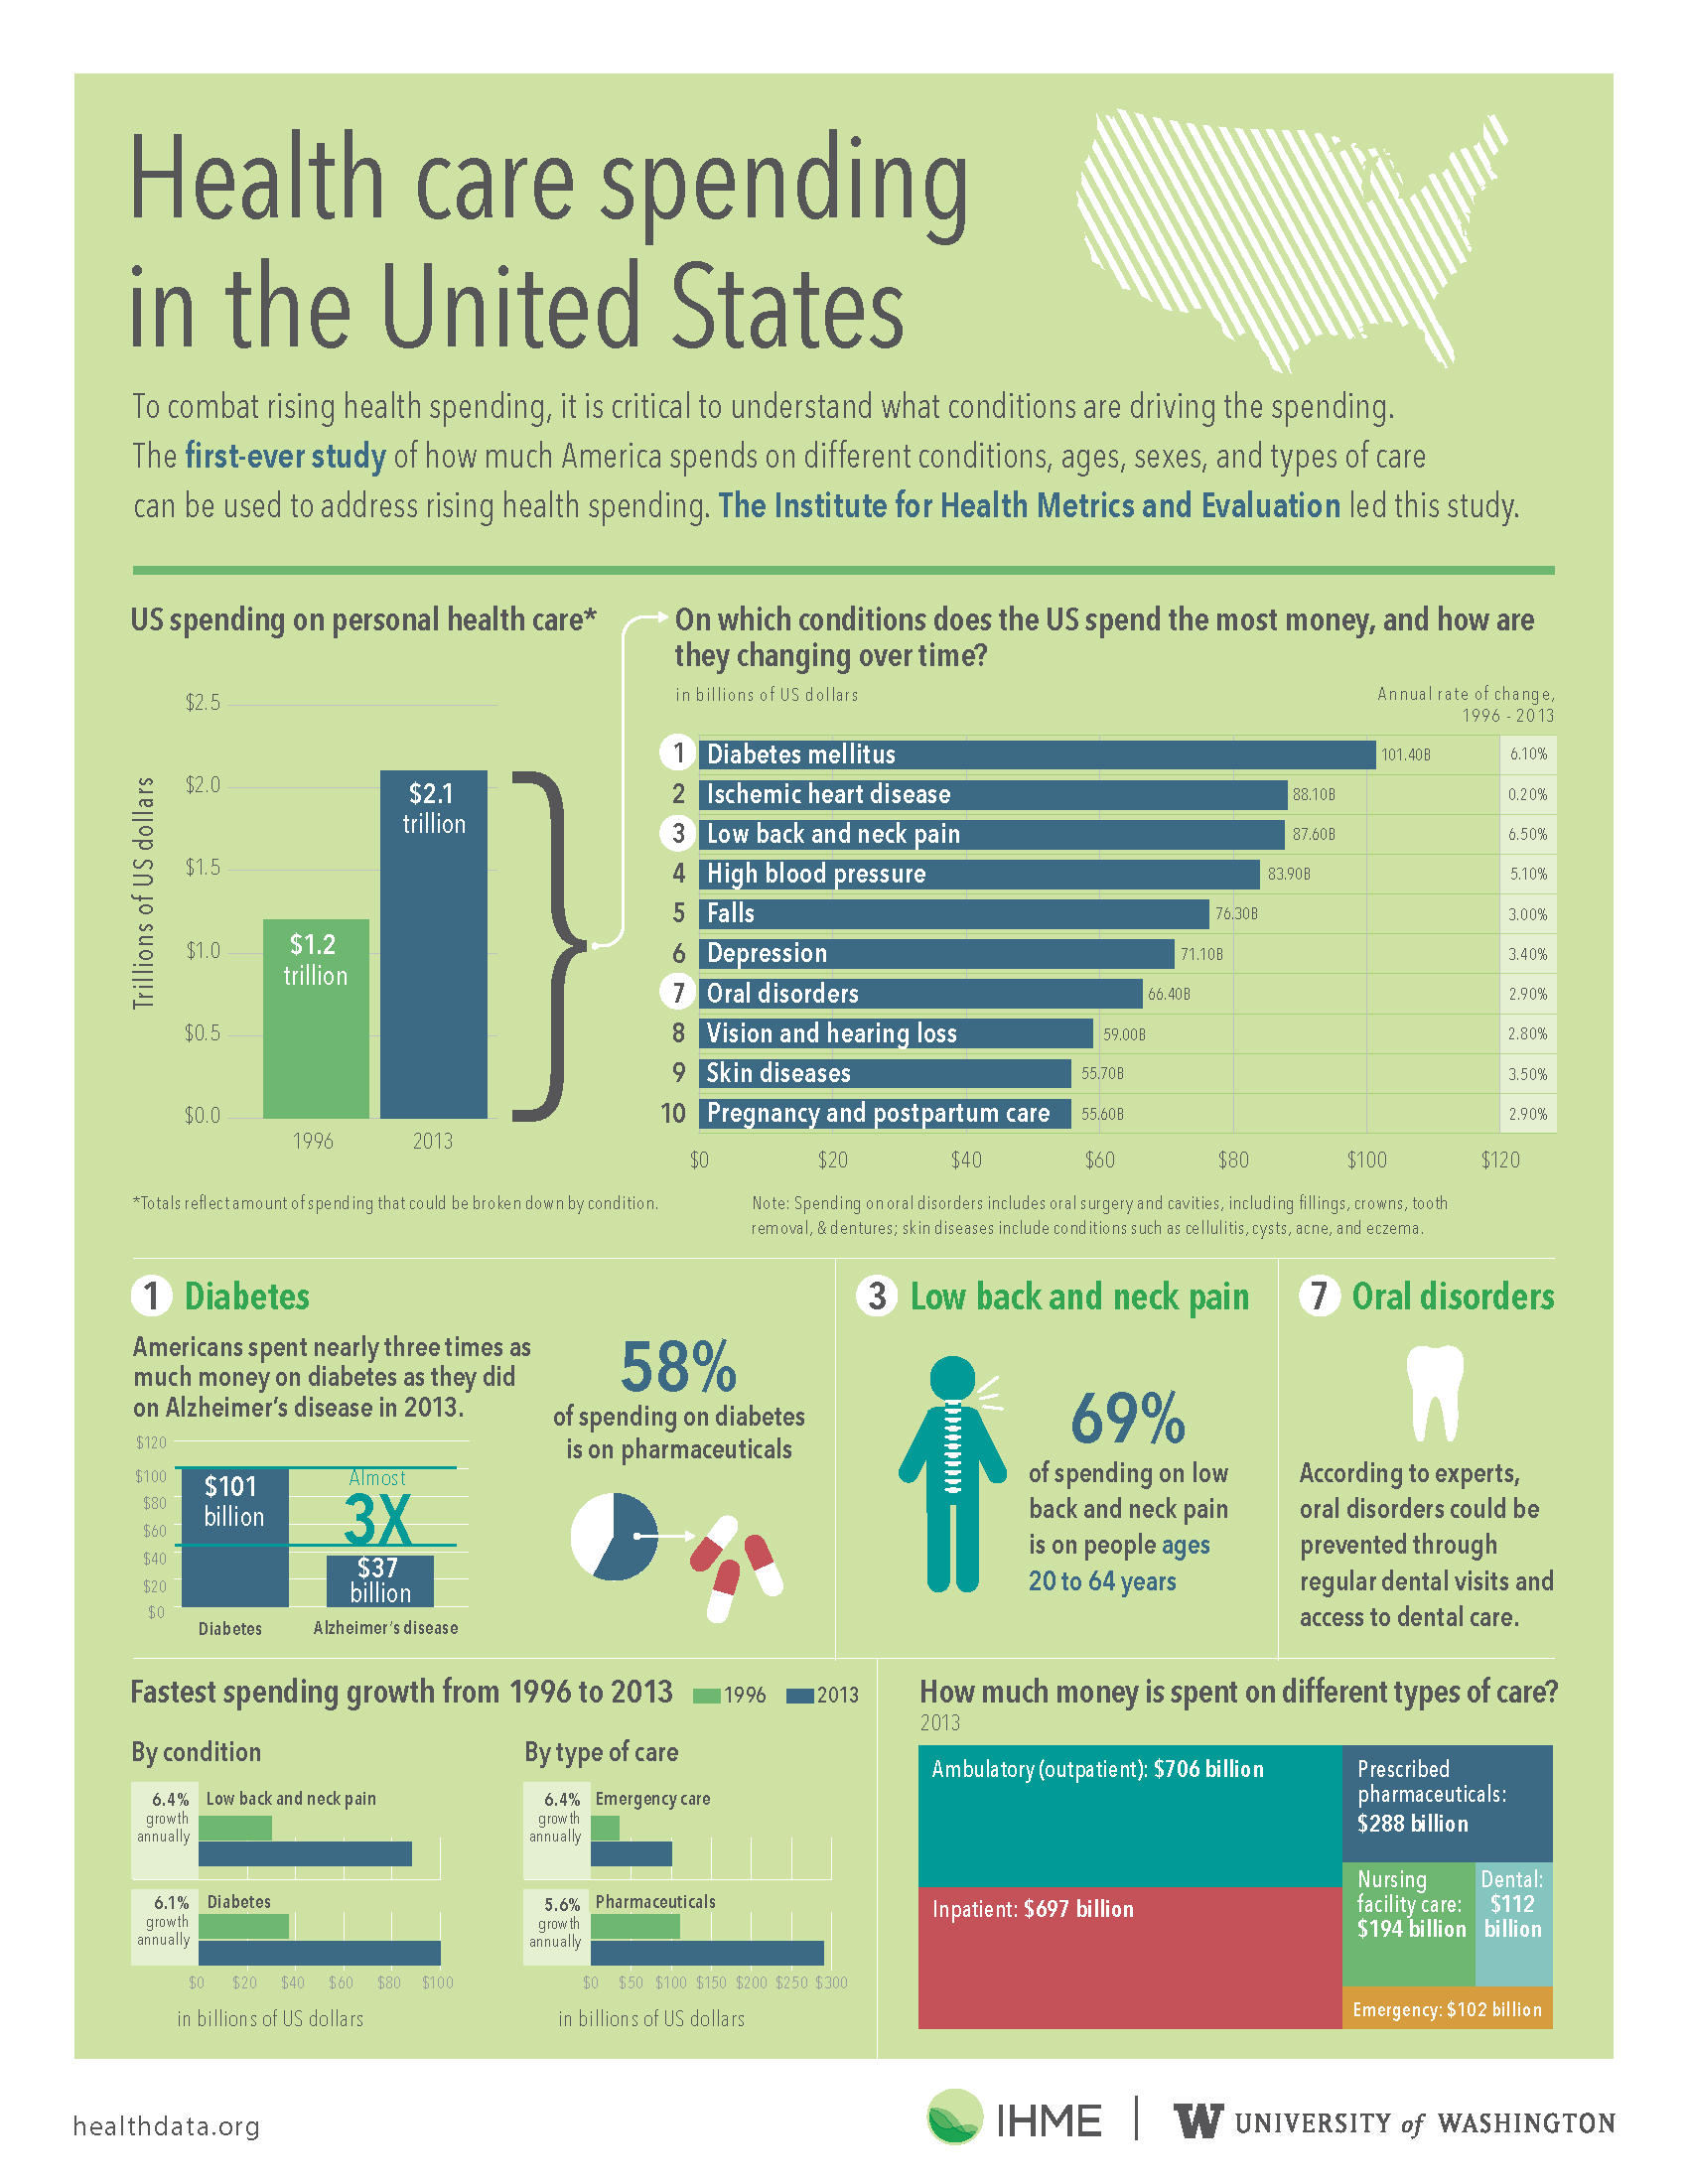 Health care spending
in the United States
To combat rising health spending, it is critical to understand what conditions are driving the spending.
The first-ever study of how much America spends on different conditions, ages, sexes, and types of care
can be used to address rising health spending. The Institute for Health Metrics and Evaluation led this study.
US spending on personal health care*
Trillions of US dollars
$2.5
$2.0
$1.5
$1.0
$0.5
$0.0
$1.2
trillion
$2.1
trillion
1996
2013
*Totals reflect amount of spending that could be broken down by condition.
On which conditions does the US spend the most money, and how are
they changing over time?
in billions of US dollars
Annual rate of change,
1996 - 2013
1 Diabetes mellitus 101.40B 6.10%
2 Ischemic heart disease 88.10B 0.20%
3 Low back and neck pain 87.60B 6.50%
4 High blood pressure 83.90B 5.10%
5 Falls 76.30B 3.00%
6 Depression 71.10B 3.40%
7 Oral disorders 66.40B 2.90%
8 Vision and hearing loss 59.00B 2.80%
9 Skin diseases 55.70B 3.50%
10 Pregnancy and postpartum care 55.60B 2.90%
$0 $20 $40 $60 $80 $100 $120
Note: Spending on oral disorders includes oral surgery and cavities, including fillings, crowns, tooth
removal, & dentures; skin diseases include conditions such as cellulitis, cysts, acne, and eczema.
1 Diabetes
Americans spent nearly three times as
much money on diabetes as they did
on Alzheimer's disease in 2013.
$120
$100
$80
$60
$40
$20
$0
$101
billion
Almost
3X
$37
billion
Diabetes
Alzheimer's disease
58%
of spending on diabetes
is on pharmaceuticals
3 Low back and neck pain
69%
of spending on low
back and neck pain
is on people ages
20 to 64 years
7 Oral disorders
According to experts,
oral disorders could be
prevented through
regular dental visits and
access to dental care.
Fastest spending growth from 1996 to 2013
1996 2013
By condition
6.4%
growth
annually
Low back and neck pain
6.1%
growth
annually
Diabetes
$0 $20 $40 $60 $80 $100
in billions of US dollars
By type of care
6.4%
growth
annually
Emergency care
5.6%
growth
annually
Pharmaceuticals
$0 $50 $100 $150 $200 $250 $300
in billions of US dollars
How much money is spent on different types of care?
2013
Ambulatory (outpatient): $706 billion
Inpatient: $697 billion
Prescribed
pharmaceuticals:
$288 billion
Nursing
facility care:
$194 billion
Dental:
$112
billion
Emergency: $102 billion
healthdata.org
IHME
W UNIVERSITY of WASHINGTON